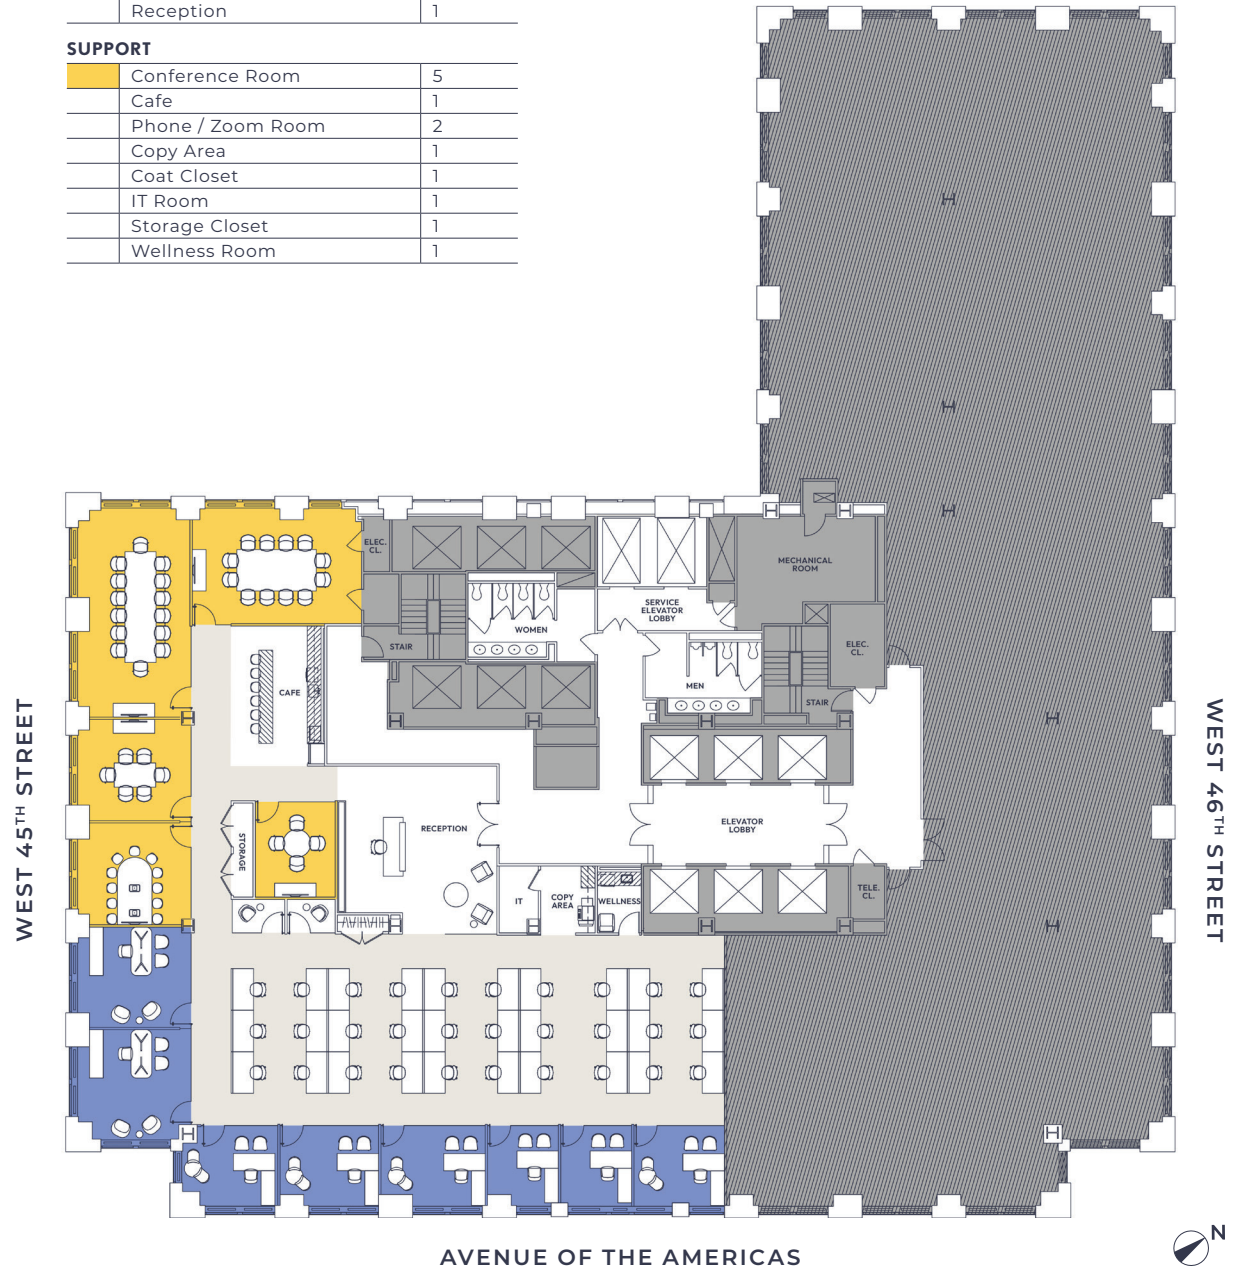 Reception 1
SUPPORT
Conference Room 5
Cafe 1
Phone / Zoom Room 2
Copy Area 1
Coat Closet 1
IT Room 1
Storage Closet 1
Wellness Room 1
ELEC.
CL.
MECHANICAL
ROOM
SERVICE
ELEVATOR
LOBBY
WOMEN
STAIR
ELEC.
CL.
MEN
CAFE
STAIR
WEST 45TH STREET
WEST 46TH STREET
STORAGE
RECEPTION
ELEVATOR
LOBBY
IT
COPY
AREA
WELLNESS
TELE.
CL.
N
AVENUE OF THE AMERICAS